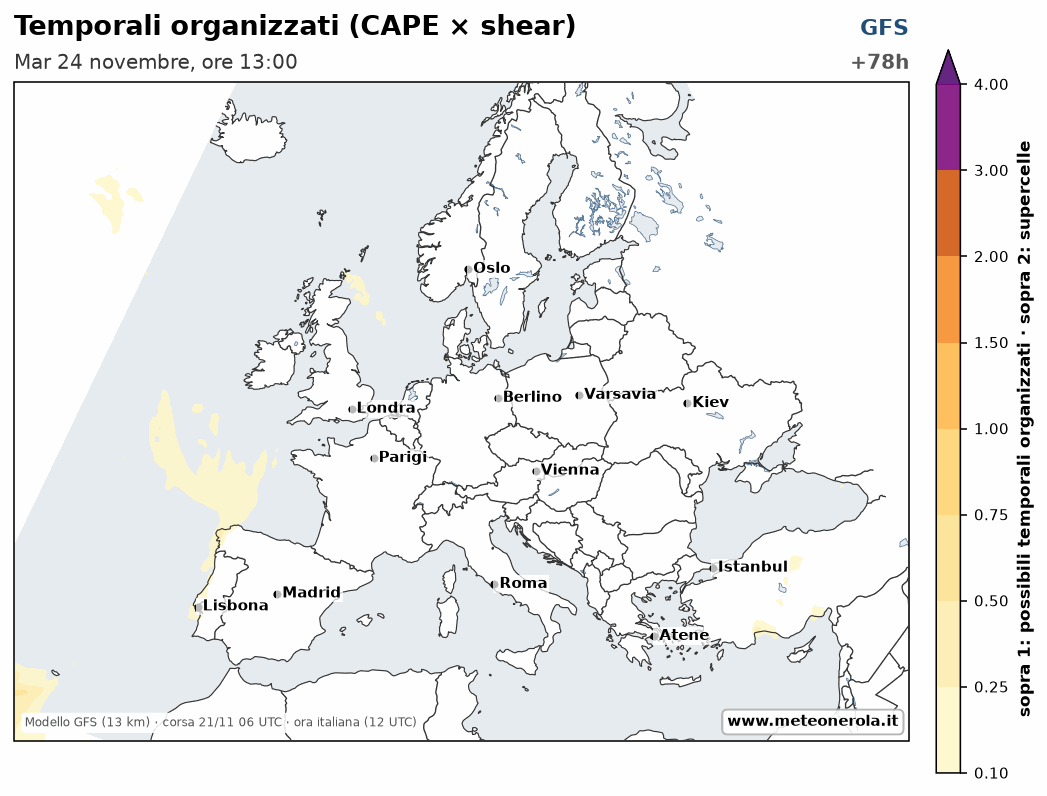 Temporali organizzati (CAPE × shear)
GFS
Mar 24 novembre, ore 13:00
+78h
4.00
3.00
2.00
1.50
1.00
0.75
0.50
0.25
0.10
sopra 1: possibili temporali organizzati · sopra 2: supercelle
Oslo
Londra
Berlino
Varsavia
Kiev
Parigi
Vienna
Istanbul
Roma
Madrid
Lisbona
Atene
Modello GFS (13 km) · corsa 21/11 06 UTC · ora italiana (12 UTC)
www.meteonerola.it